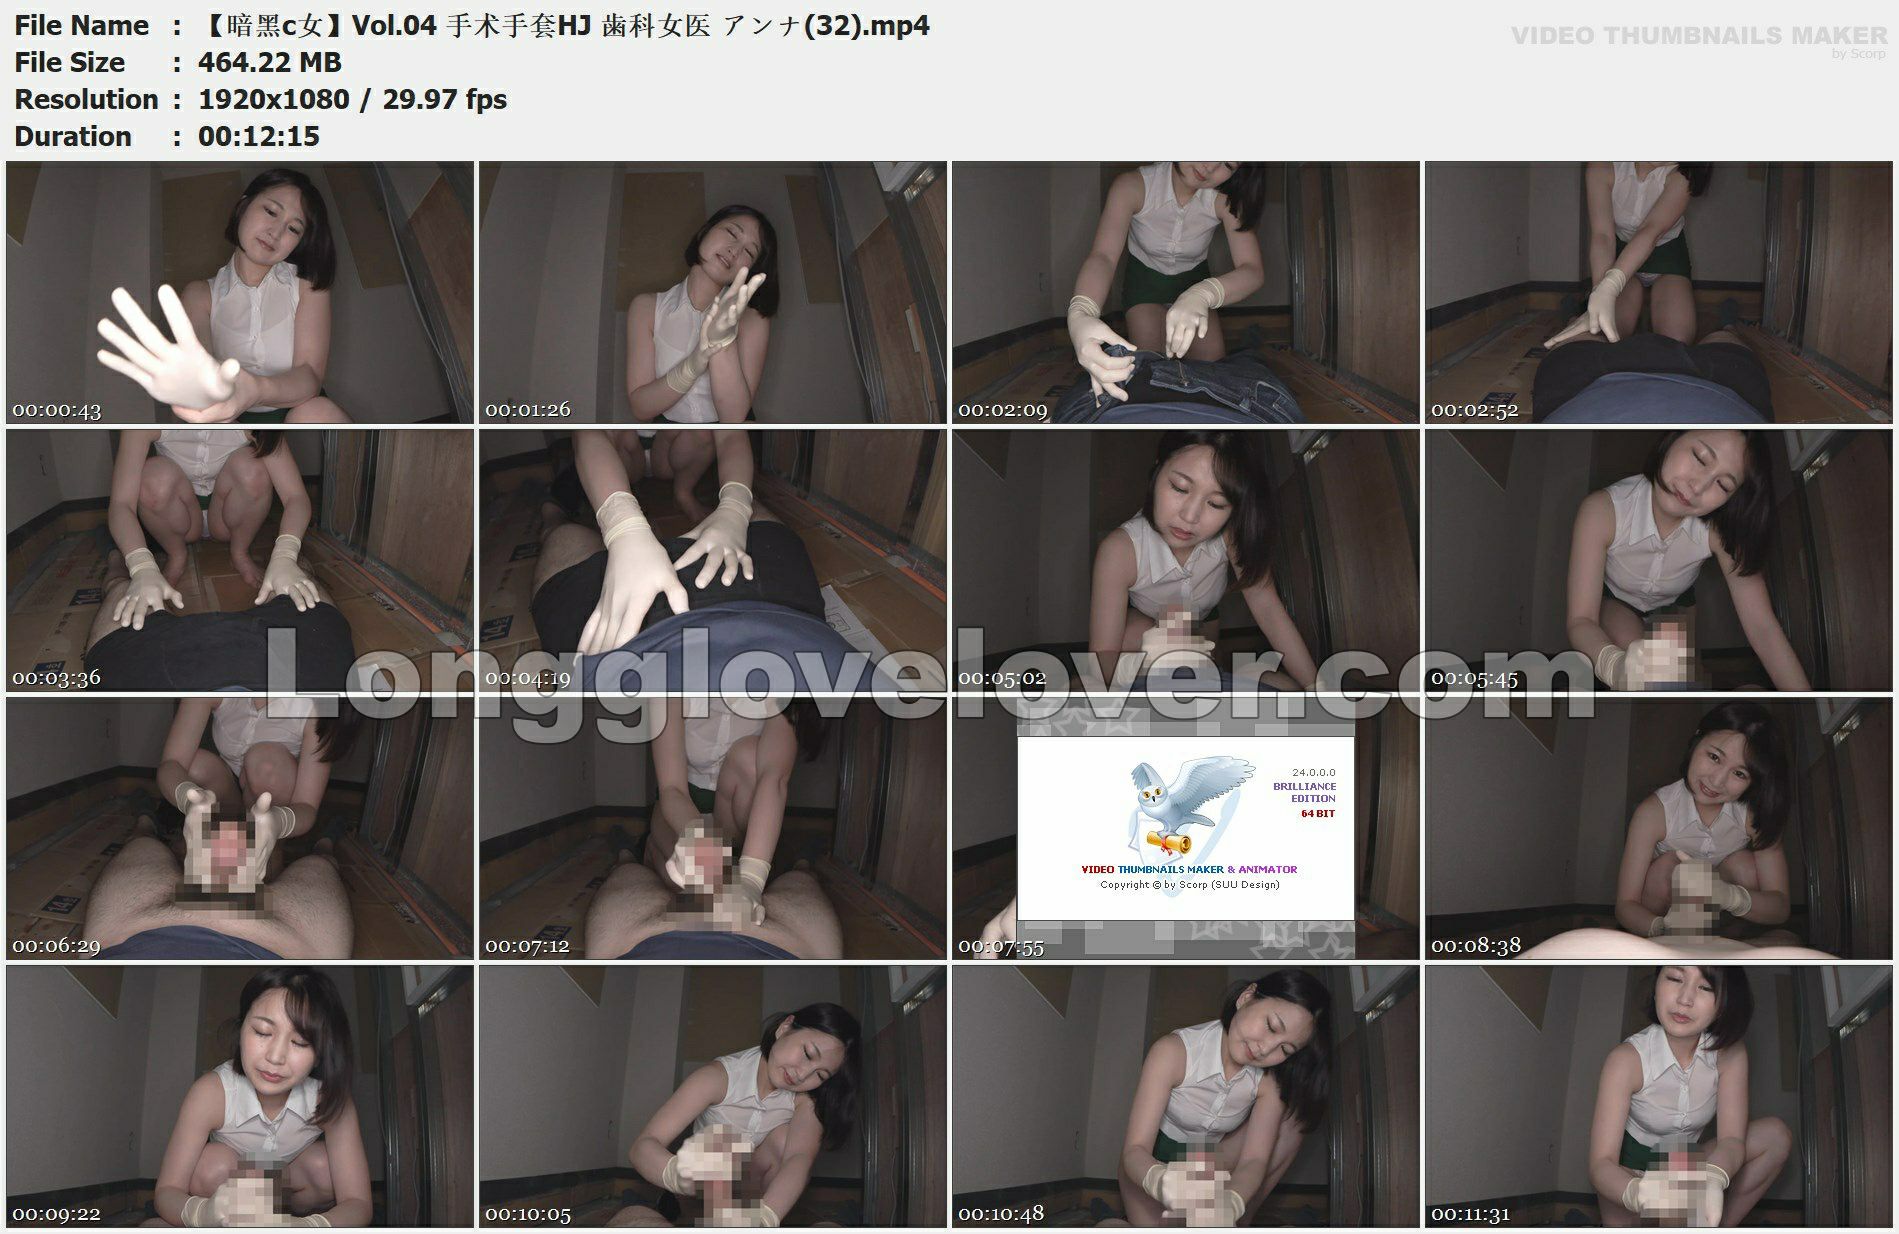 File Name : 【暗黑c女】Vol.04 手术手套HJ 歯科女医 アンナ(32).mp4
VIDEO THUMBNAILS MAKER
by Scorp
File Size : 464.22 MB
Resolution : 1920x1080 / 29.97 fps
Duration : 00:12:15
00:00:43
00:01:26
00:02:09
00:02:52
00:03:36
00:04:19
00:05:02
00:05:45
Longglovelover.com
00:06:29
00:07:12
24.0.0.0
BRILLIANCE
EDITION
64 BIT
VIDEO THUMBNAILS MAKER & ANIMATOR
Copyright © by Scorp (SUU Design)
00:07:55
00:08:38
00:09:22
00:10:05
00:10:48
00:11:31